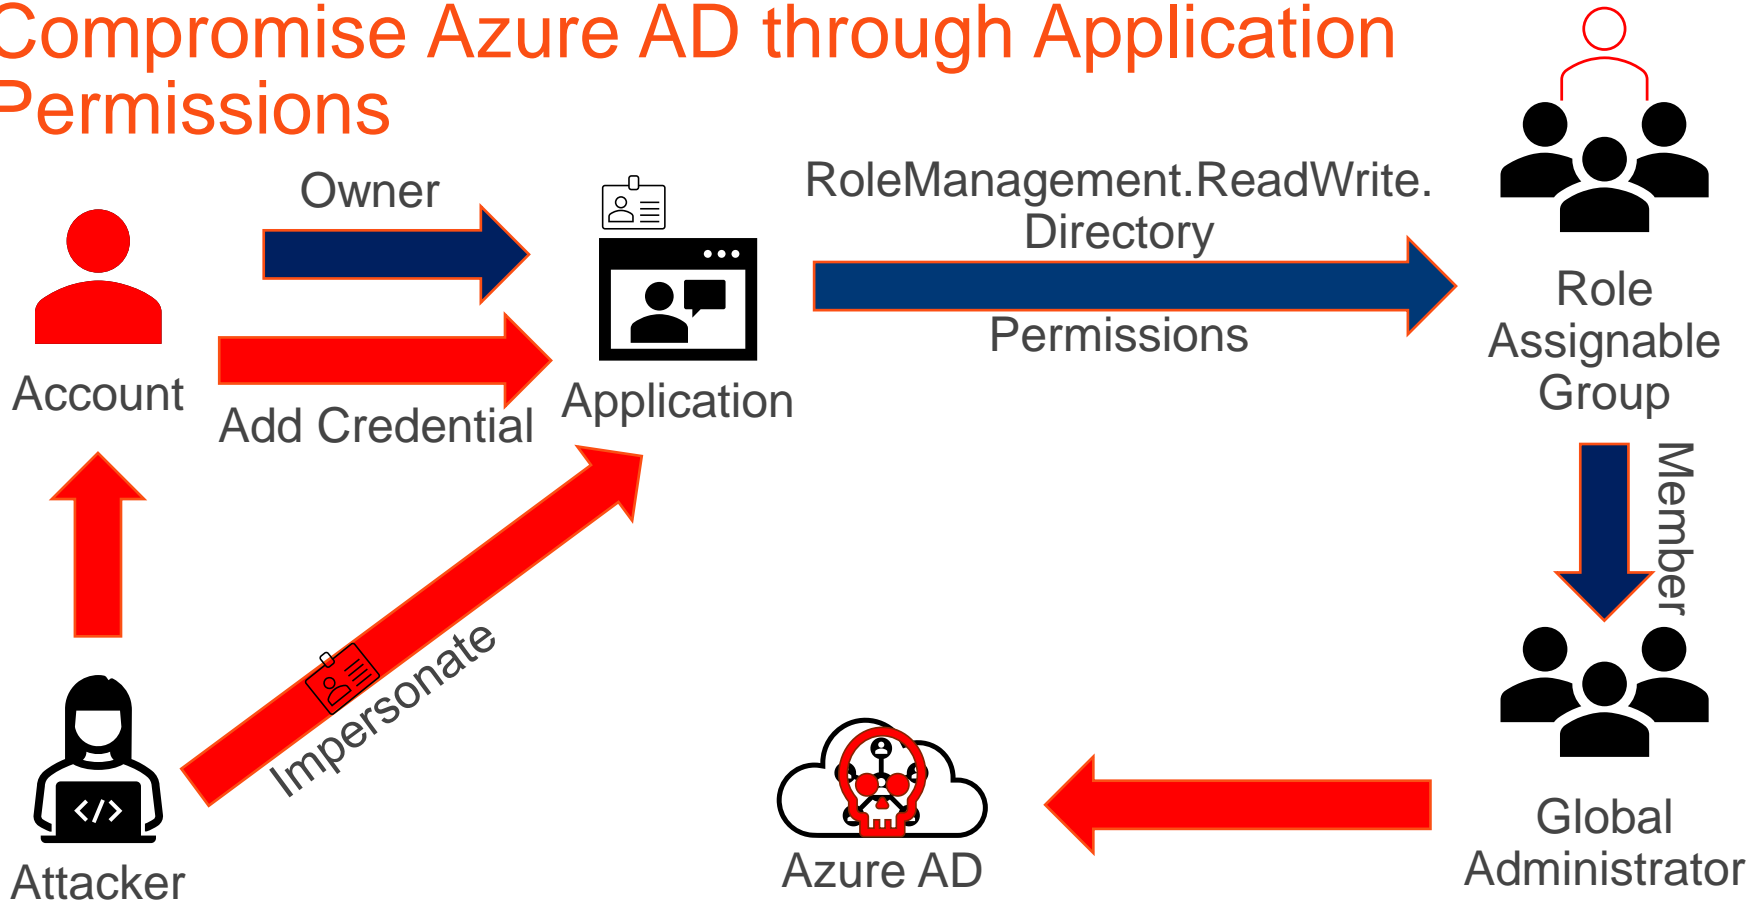 Compromise Azure AD through Application
Permissions
Owner
RoleManagement.ReadWrite.
Directory
Permissions
Account
Add Credential
Application
Role
Assignable
Group
Member
Impersonate
</>
Attacker
Azure AD
Global
Administrator